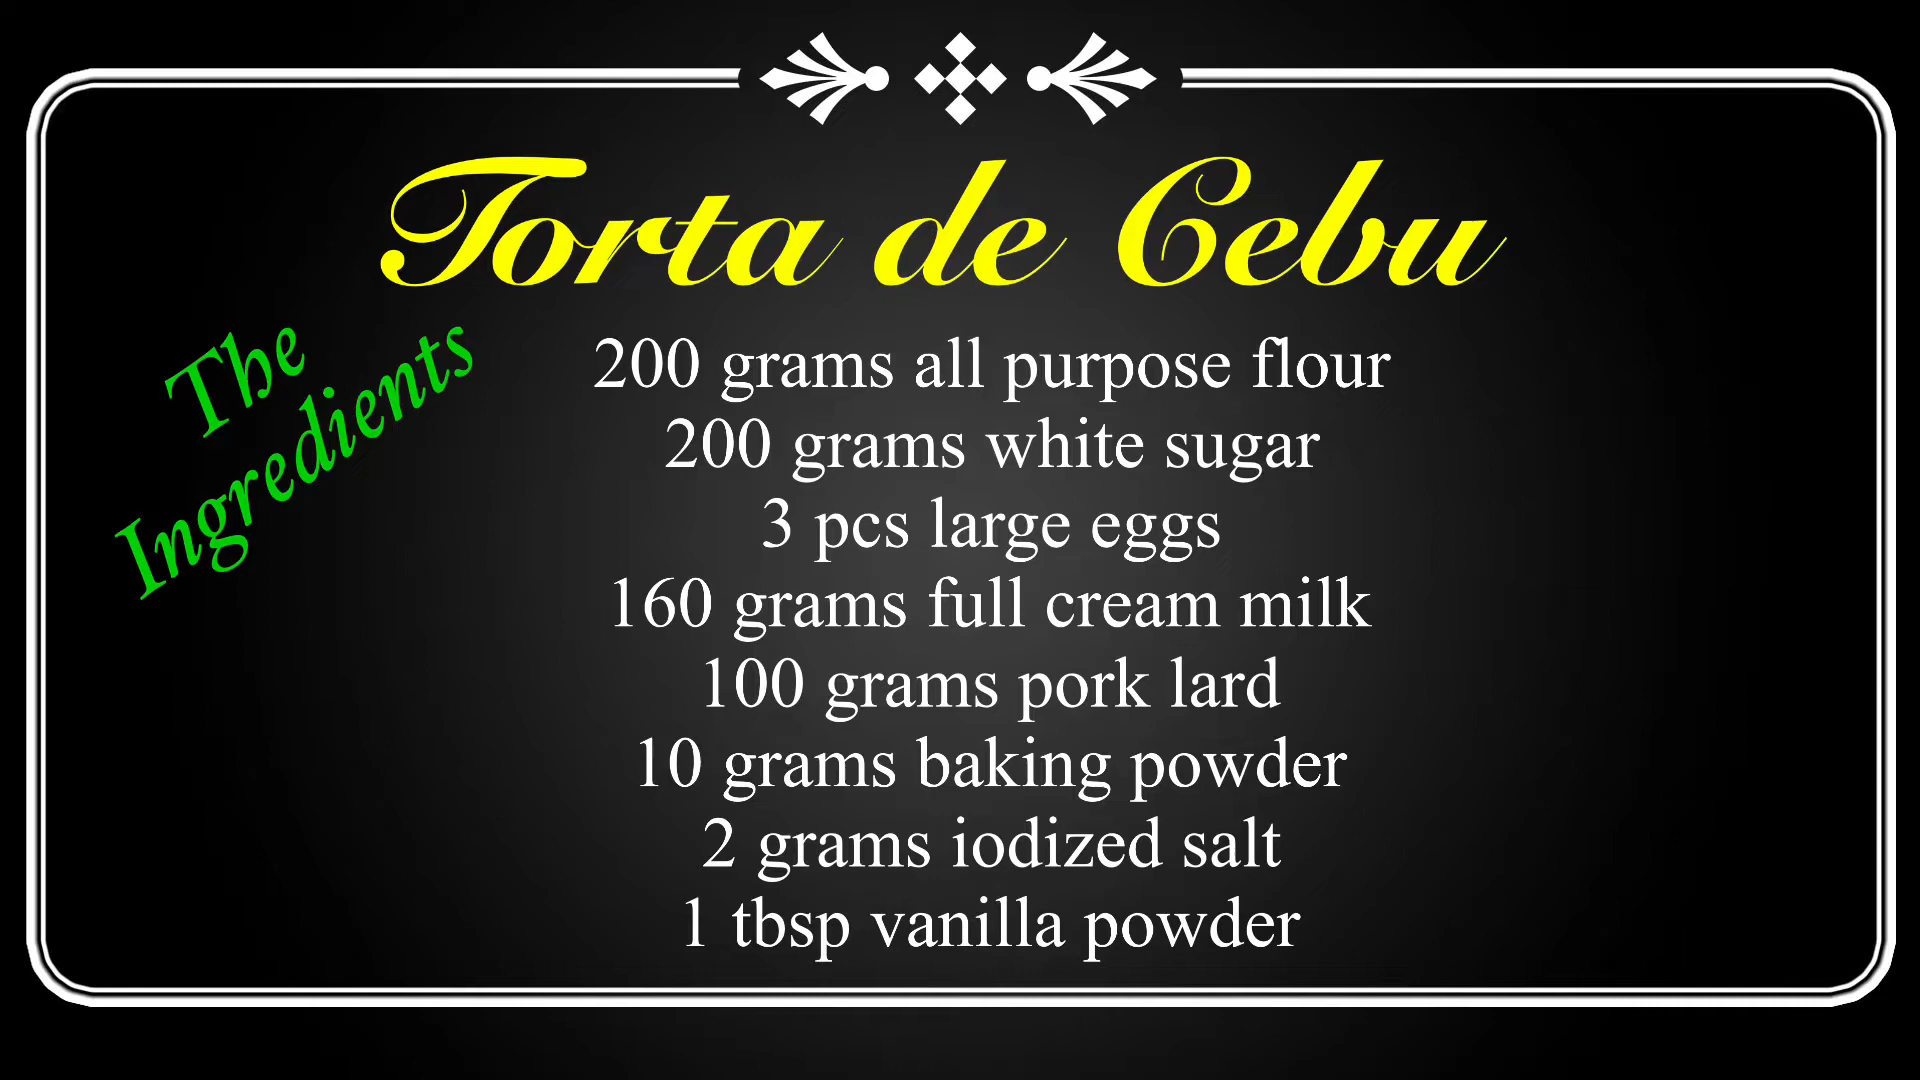 Torta de Cebu
The
Ingredients
200 grams all purpose flour
200 grams white sugar
3 pcs large eggs
160 grams full cream milk
100 grams pork lard
10 grams baking powder
2 grams iodized salt
1 tbsp vanilla powder